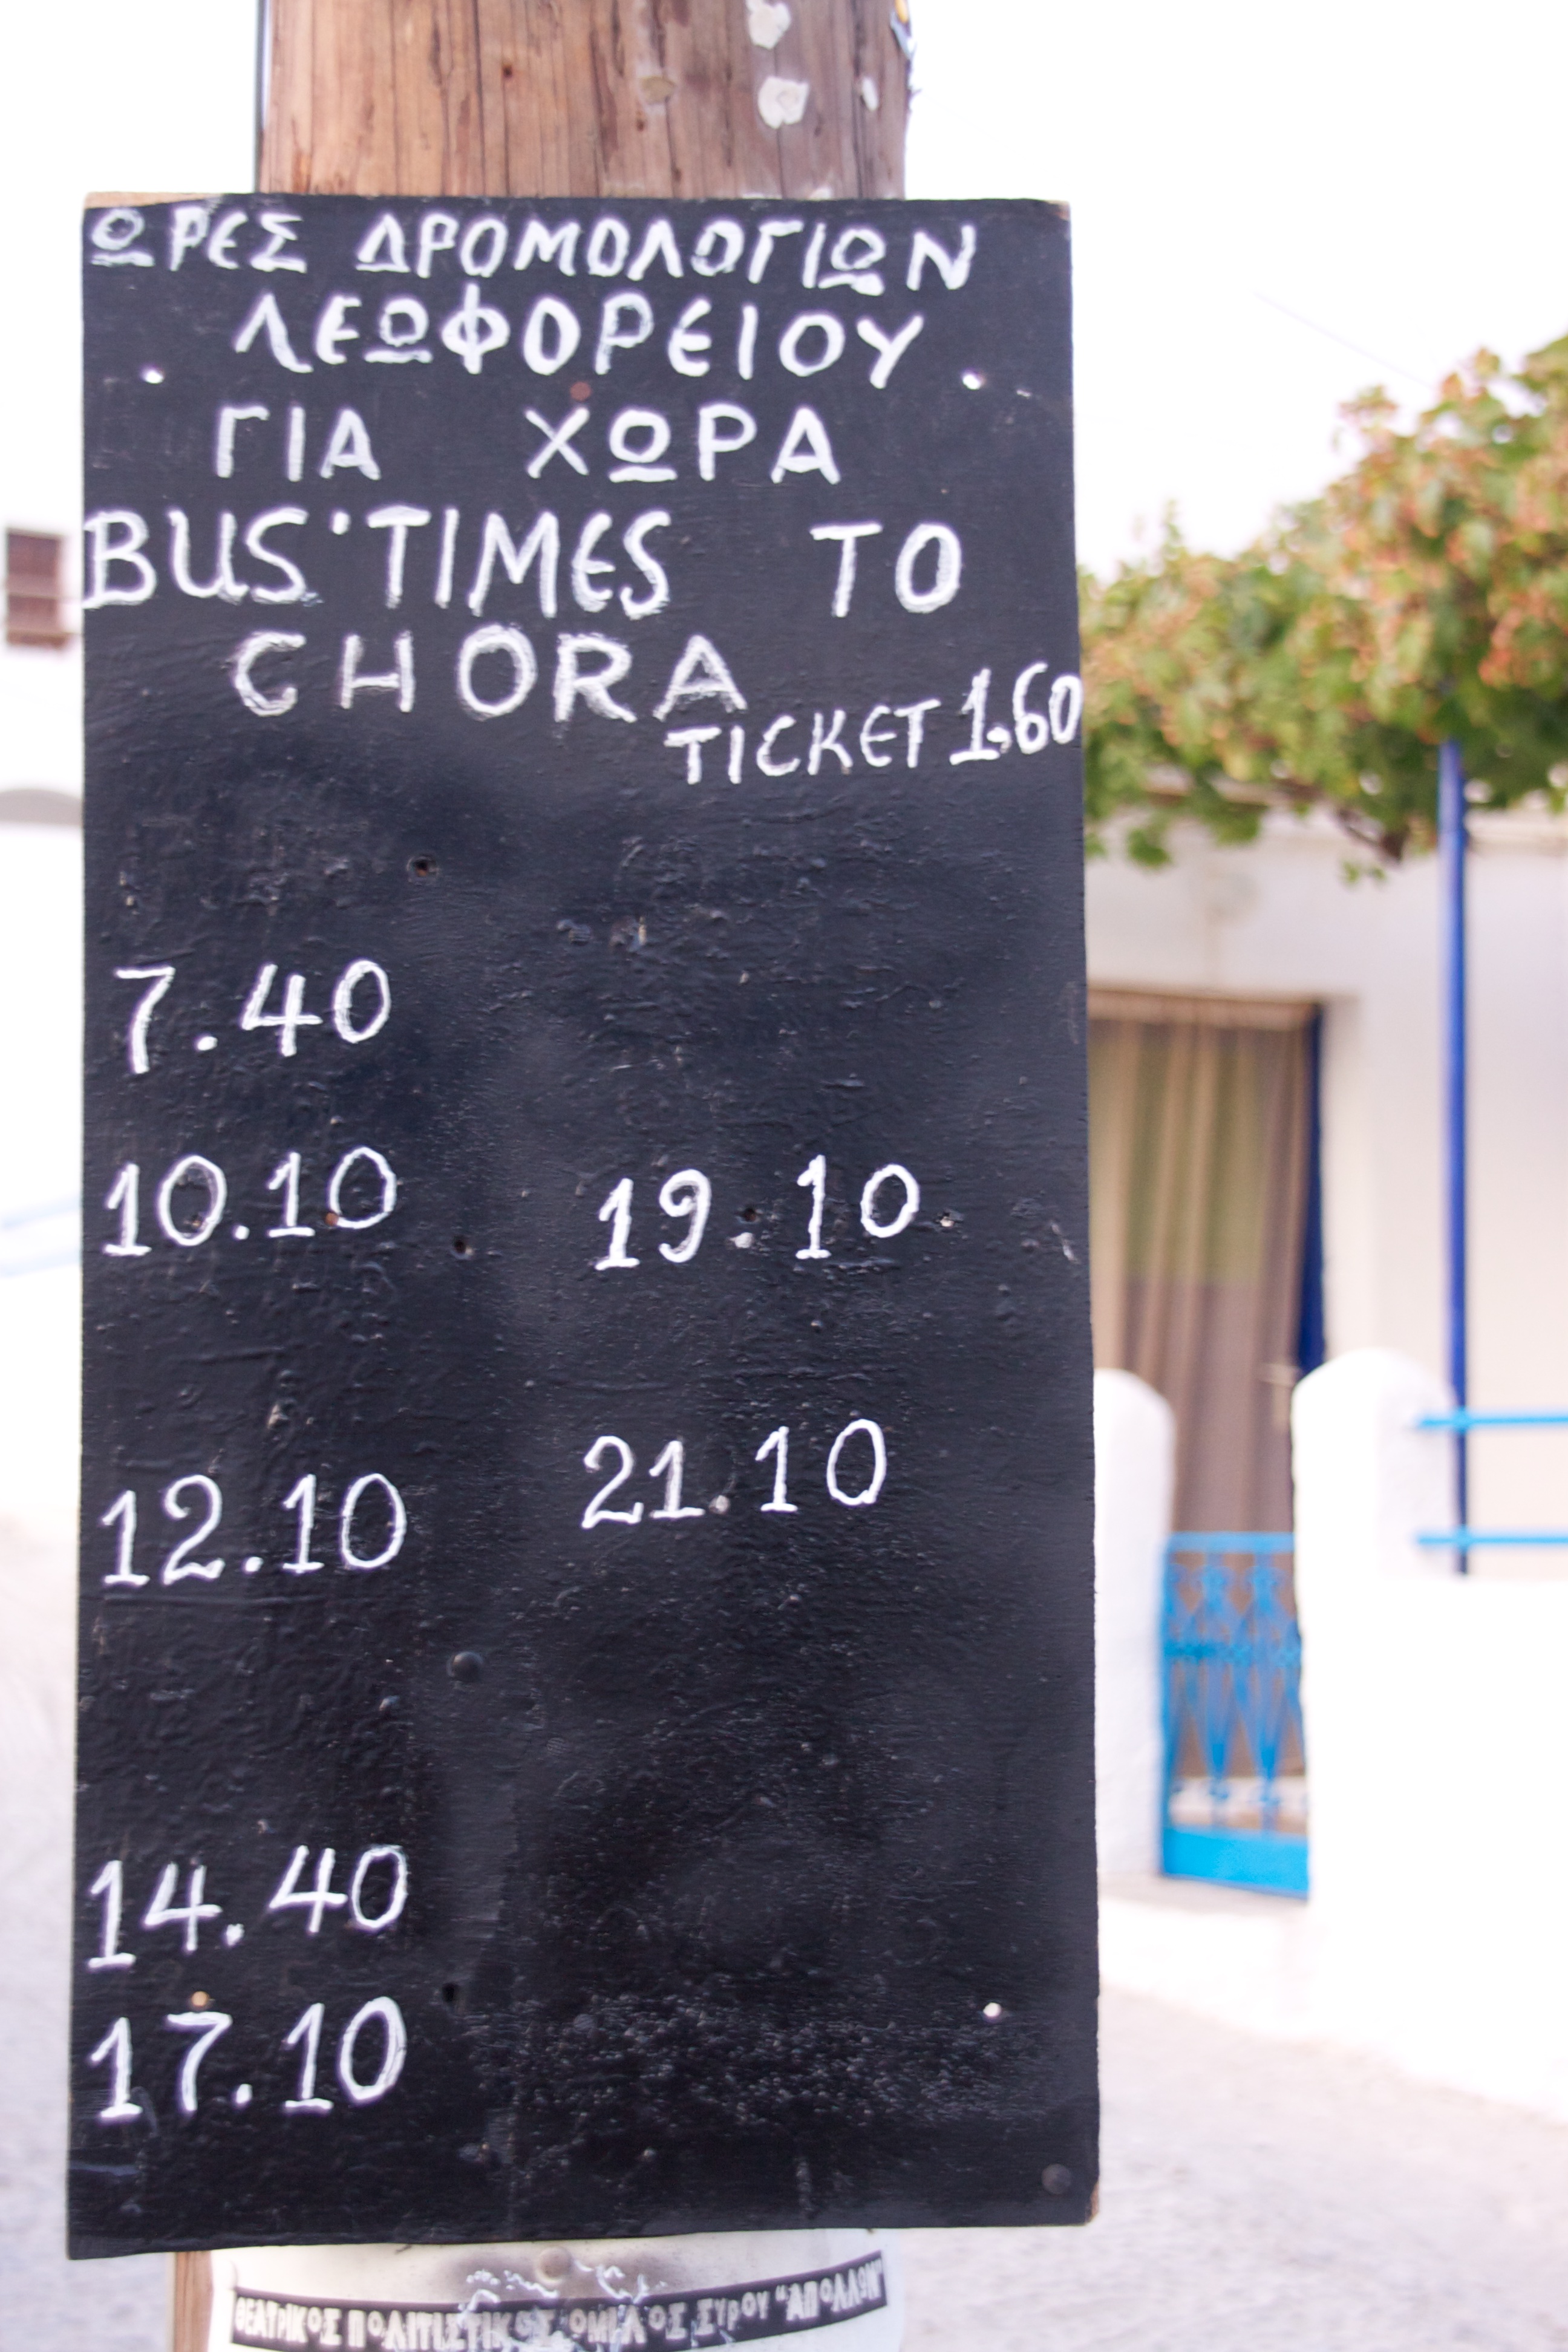 ΩΡΕΣ ΔΡΟΜΟΛΟΓΙΩΝ
ΛΕΩΦΟΡΕΙΟΥ
ΓΙΑ ΧΩΡΑ
BUS'TIMES TO
CHORA
TICKET 1.60
7.40
10.10
12.10
14.40
17.10
19.10
21.10
ΘΕΑΤΡΙΚΟΣ ΠΟΛΙΤΙΣΤΙΚΟΣ ΟΜΙΛΟΣ ΣΥΡΟΥ "ΑΠΟΛΛΩΝ"